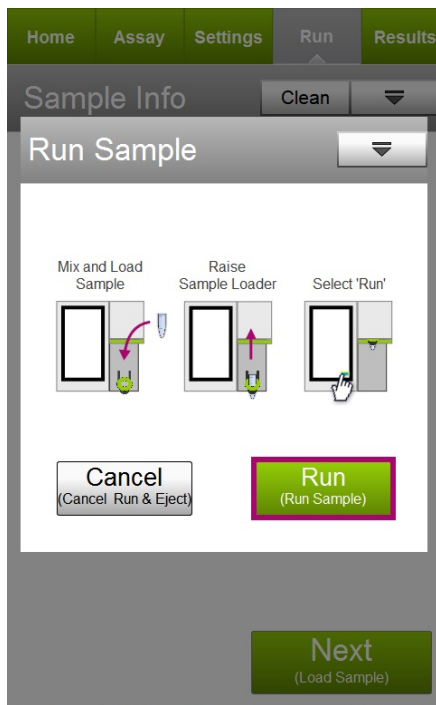 Home Assay Settings Run Results
Sample Info Clean
Run Sample
Mix and Load
Sample
Raise
Sample Loader
Select 'Run'
Cancel
(Cancel Run & Eject)
Run
(Run Sample)
Next
(Load Sample)